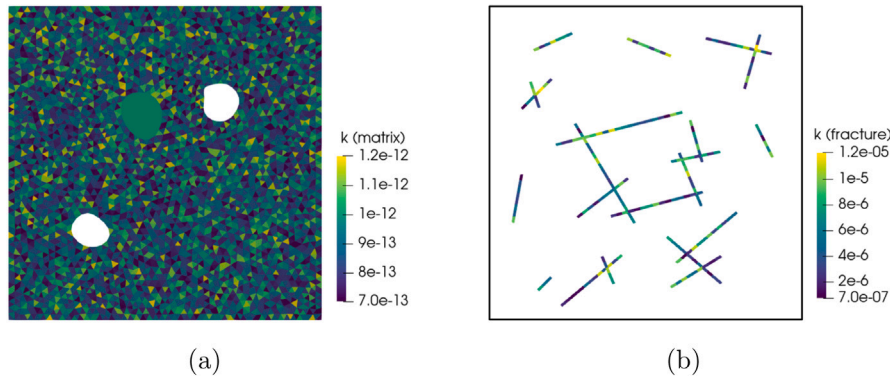 k (matrix)
1.2e-12
1.1e-12
1e-12
9e-13
8e-13
7.0e-13
k (fracture)
1.2e-05
1e-5
8e-6
6e-6
4e-6
2e-6
7.0e-07
(a)
(b)